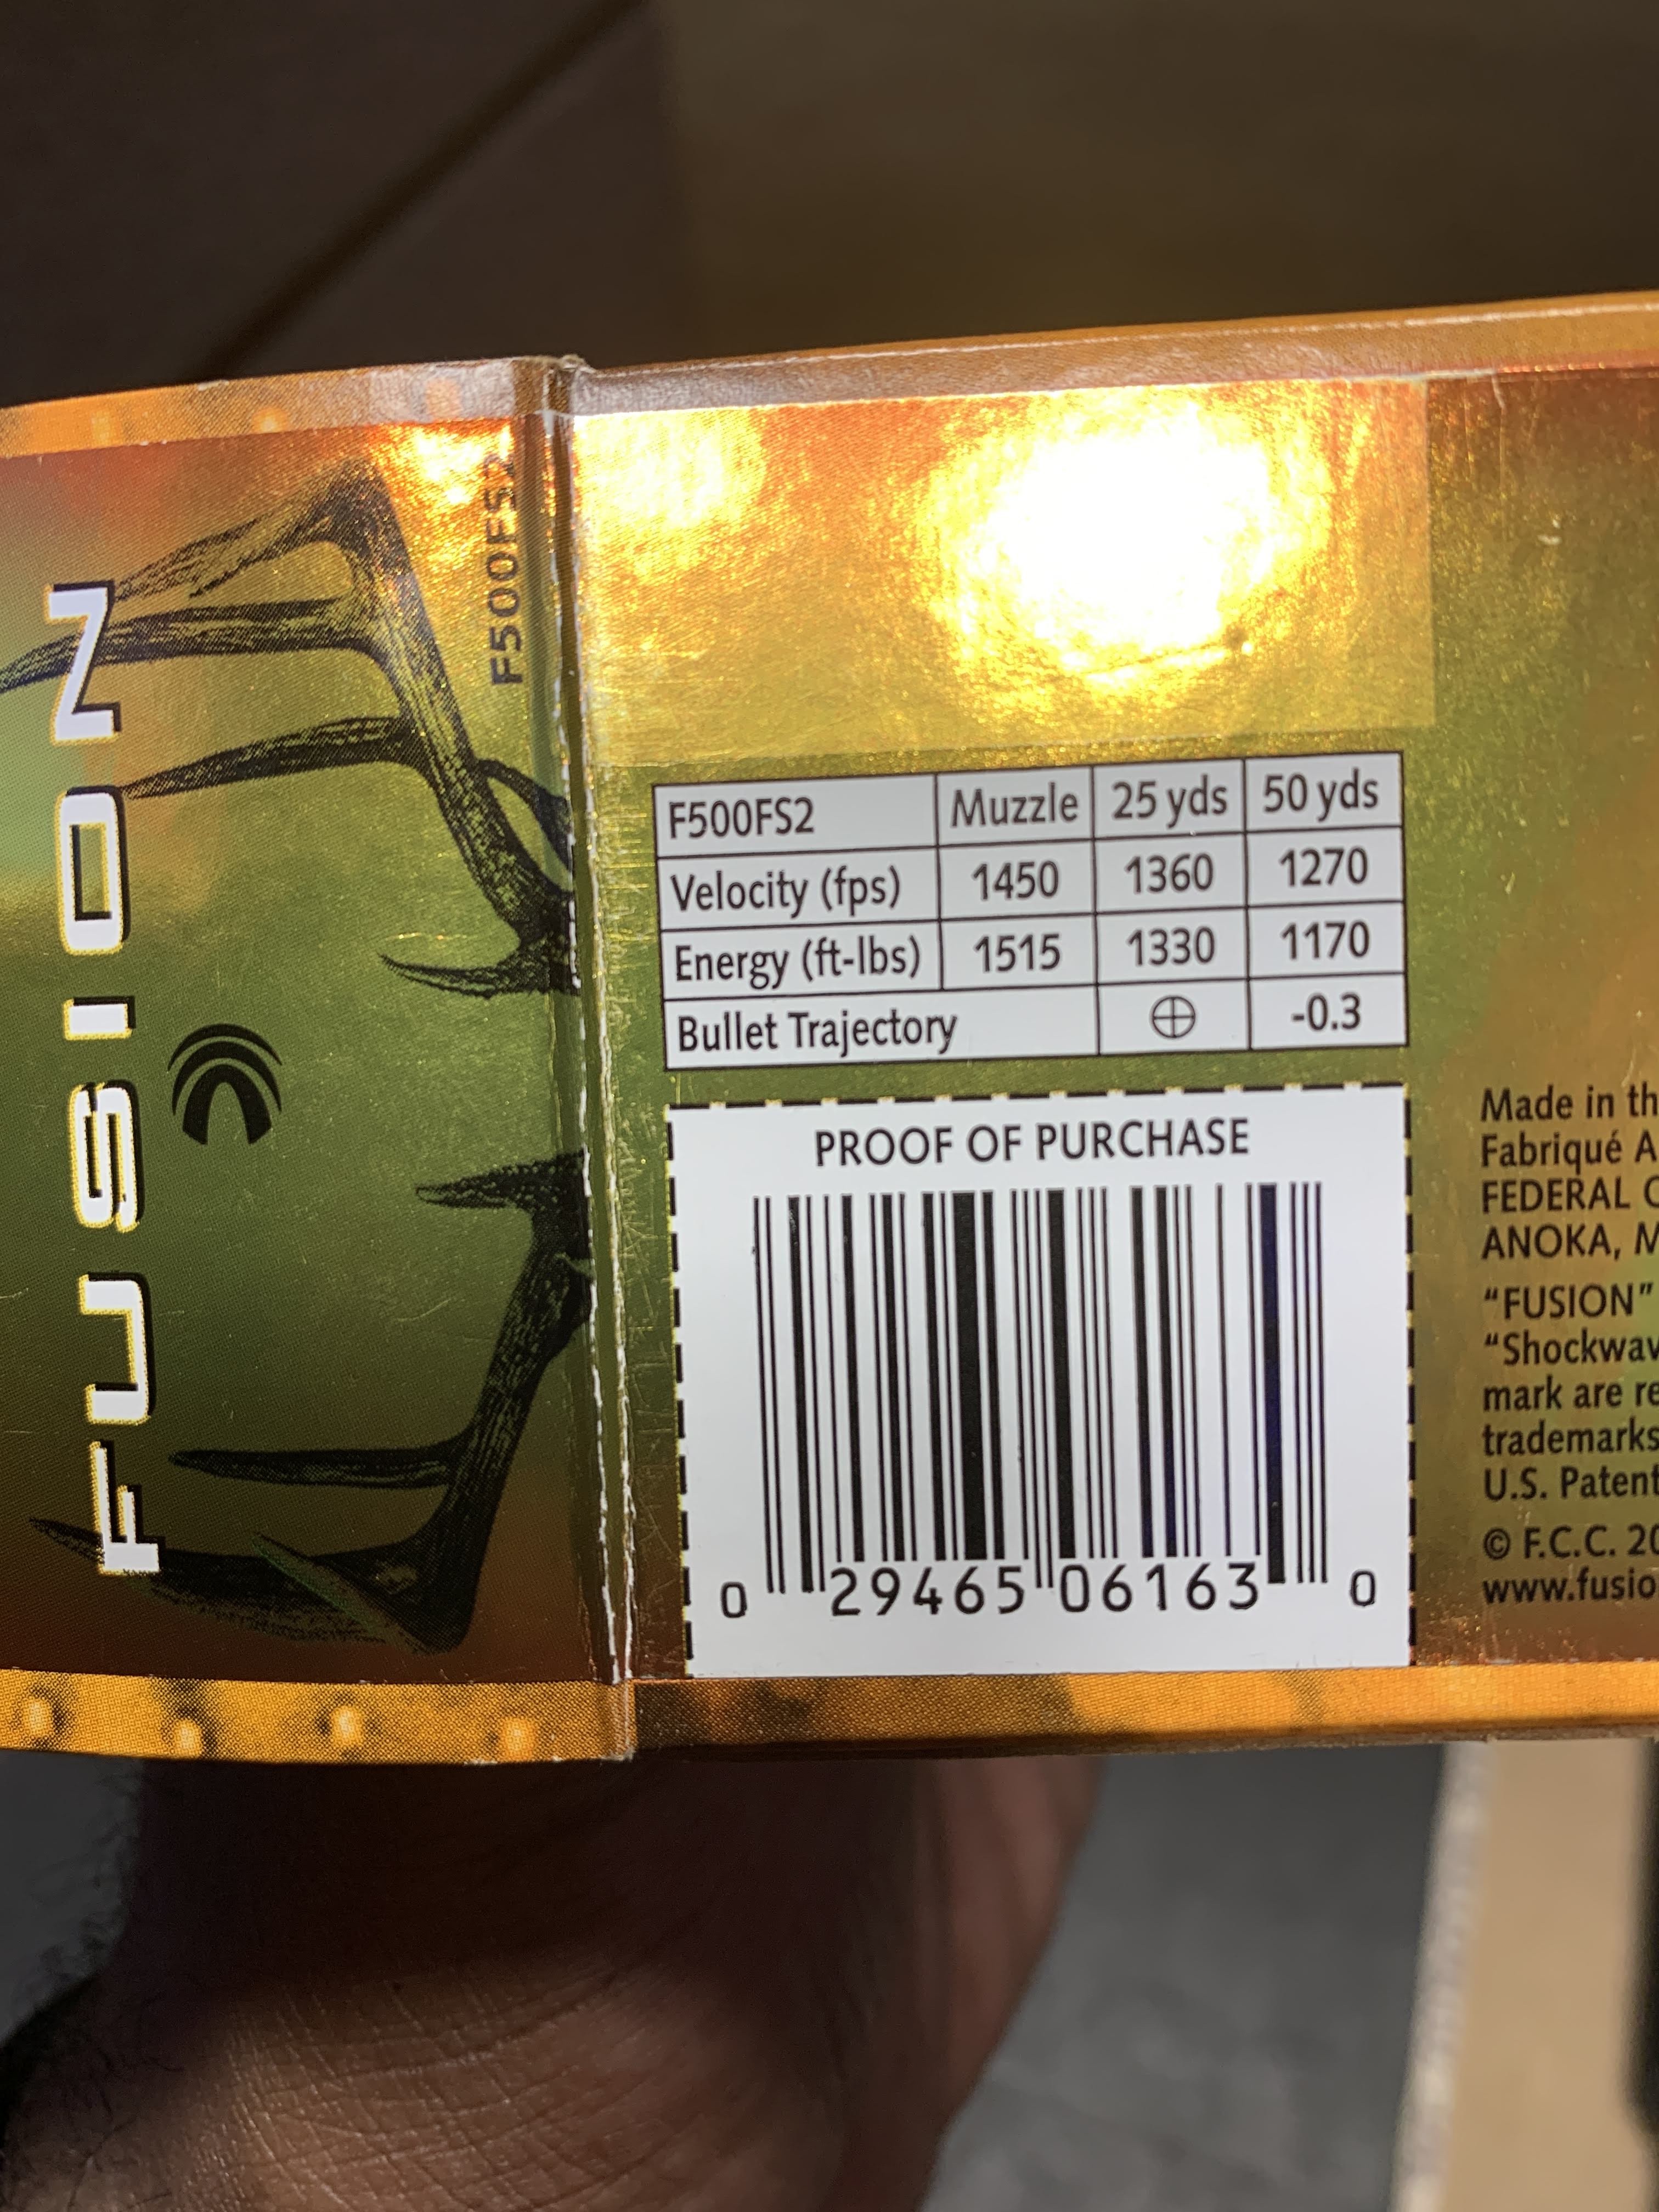 FUSION
F500FS2
F500FS2 Muzzle 25 yds 50 yds
Velocity (fps) 1450 1360 1270
Energy (ft-lbs) 1515 1330 1170
Bullet Trajectory ⊕ -0.3
PROOF OF PURCHASE
0 29465 06163 0
Made in th
Fabriqué A
FEDERAL C
ANOKA, M
“FUSION”
“Shockwav
mark are re
trademarks
U.S. Patent
© F.C.C. 20
www.fusio